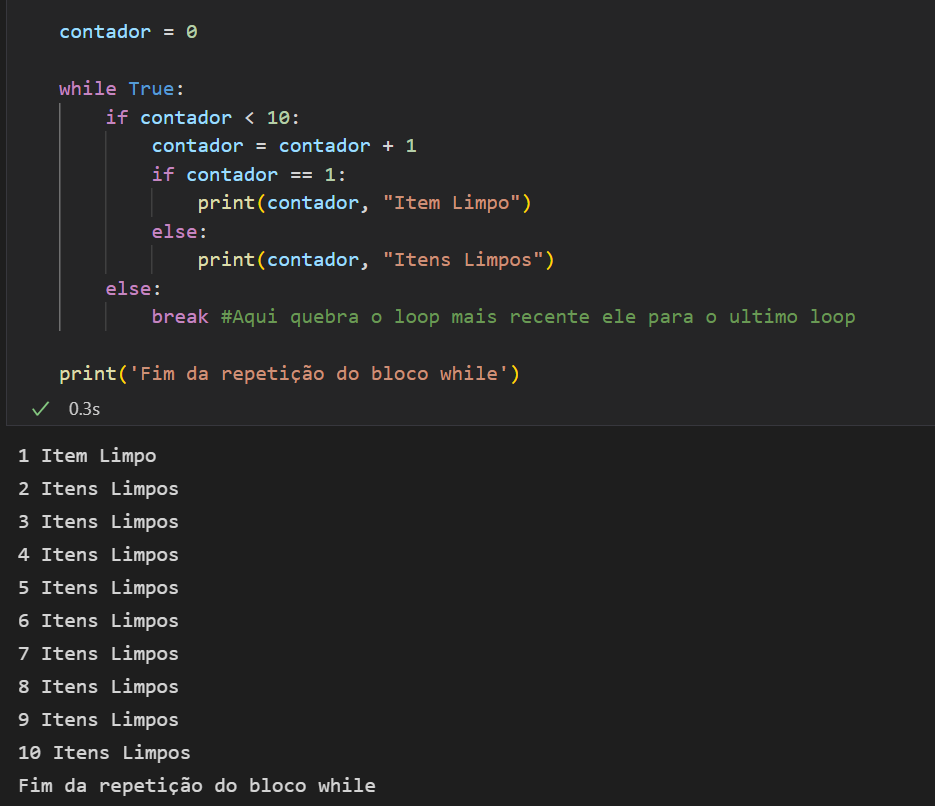 contador = 0
while True:
if contador < 10:
contador = contador + 1
if contador == 1:
print(contador, "Item Limpo")
else:
print(contador, "Itens Limpos")
else:
break #Aqui quebra o loop mais recente ele para o ultimo loop
print('Fim da repetição do bloco while')
0.3s
1 Item Limpo
2 Itens Limpos
3 Itens Limpos
4 Itens Limpos
5 Itens Limpos
6 Itens Limpos
7 Itens Limpos
8 Itens Limpos
9 Itens Limpos
10 Itens Limpos
Fim da repetição do bloco while